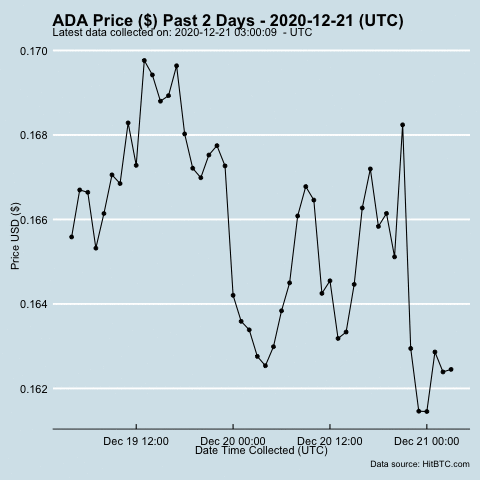 ADA Price ($) Past 2 Days - 2020-12-21 (UTC)
Latest data collected on: 2020-12-21 03:00:09 - UTC
0.170
0.168
0.166
0.164
0.162
Price USD ($)
Dec 19 12:00 Dec 20 00:00 Dec 20 12:00 Dec 21 00:00
Date Time Collected (UTC)
Data source: HitBTC.com